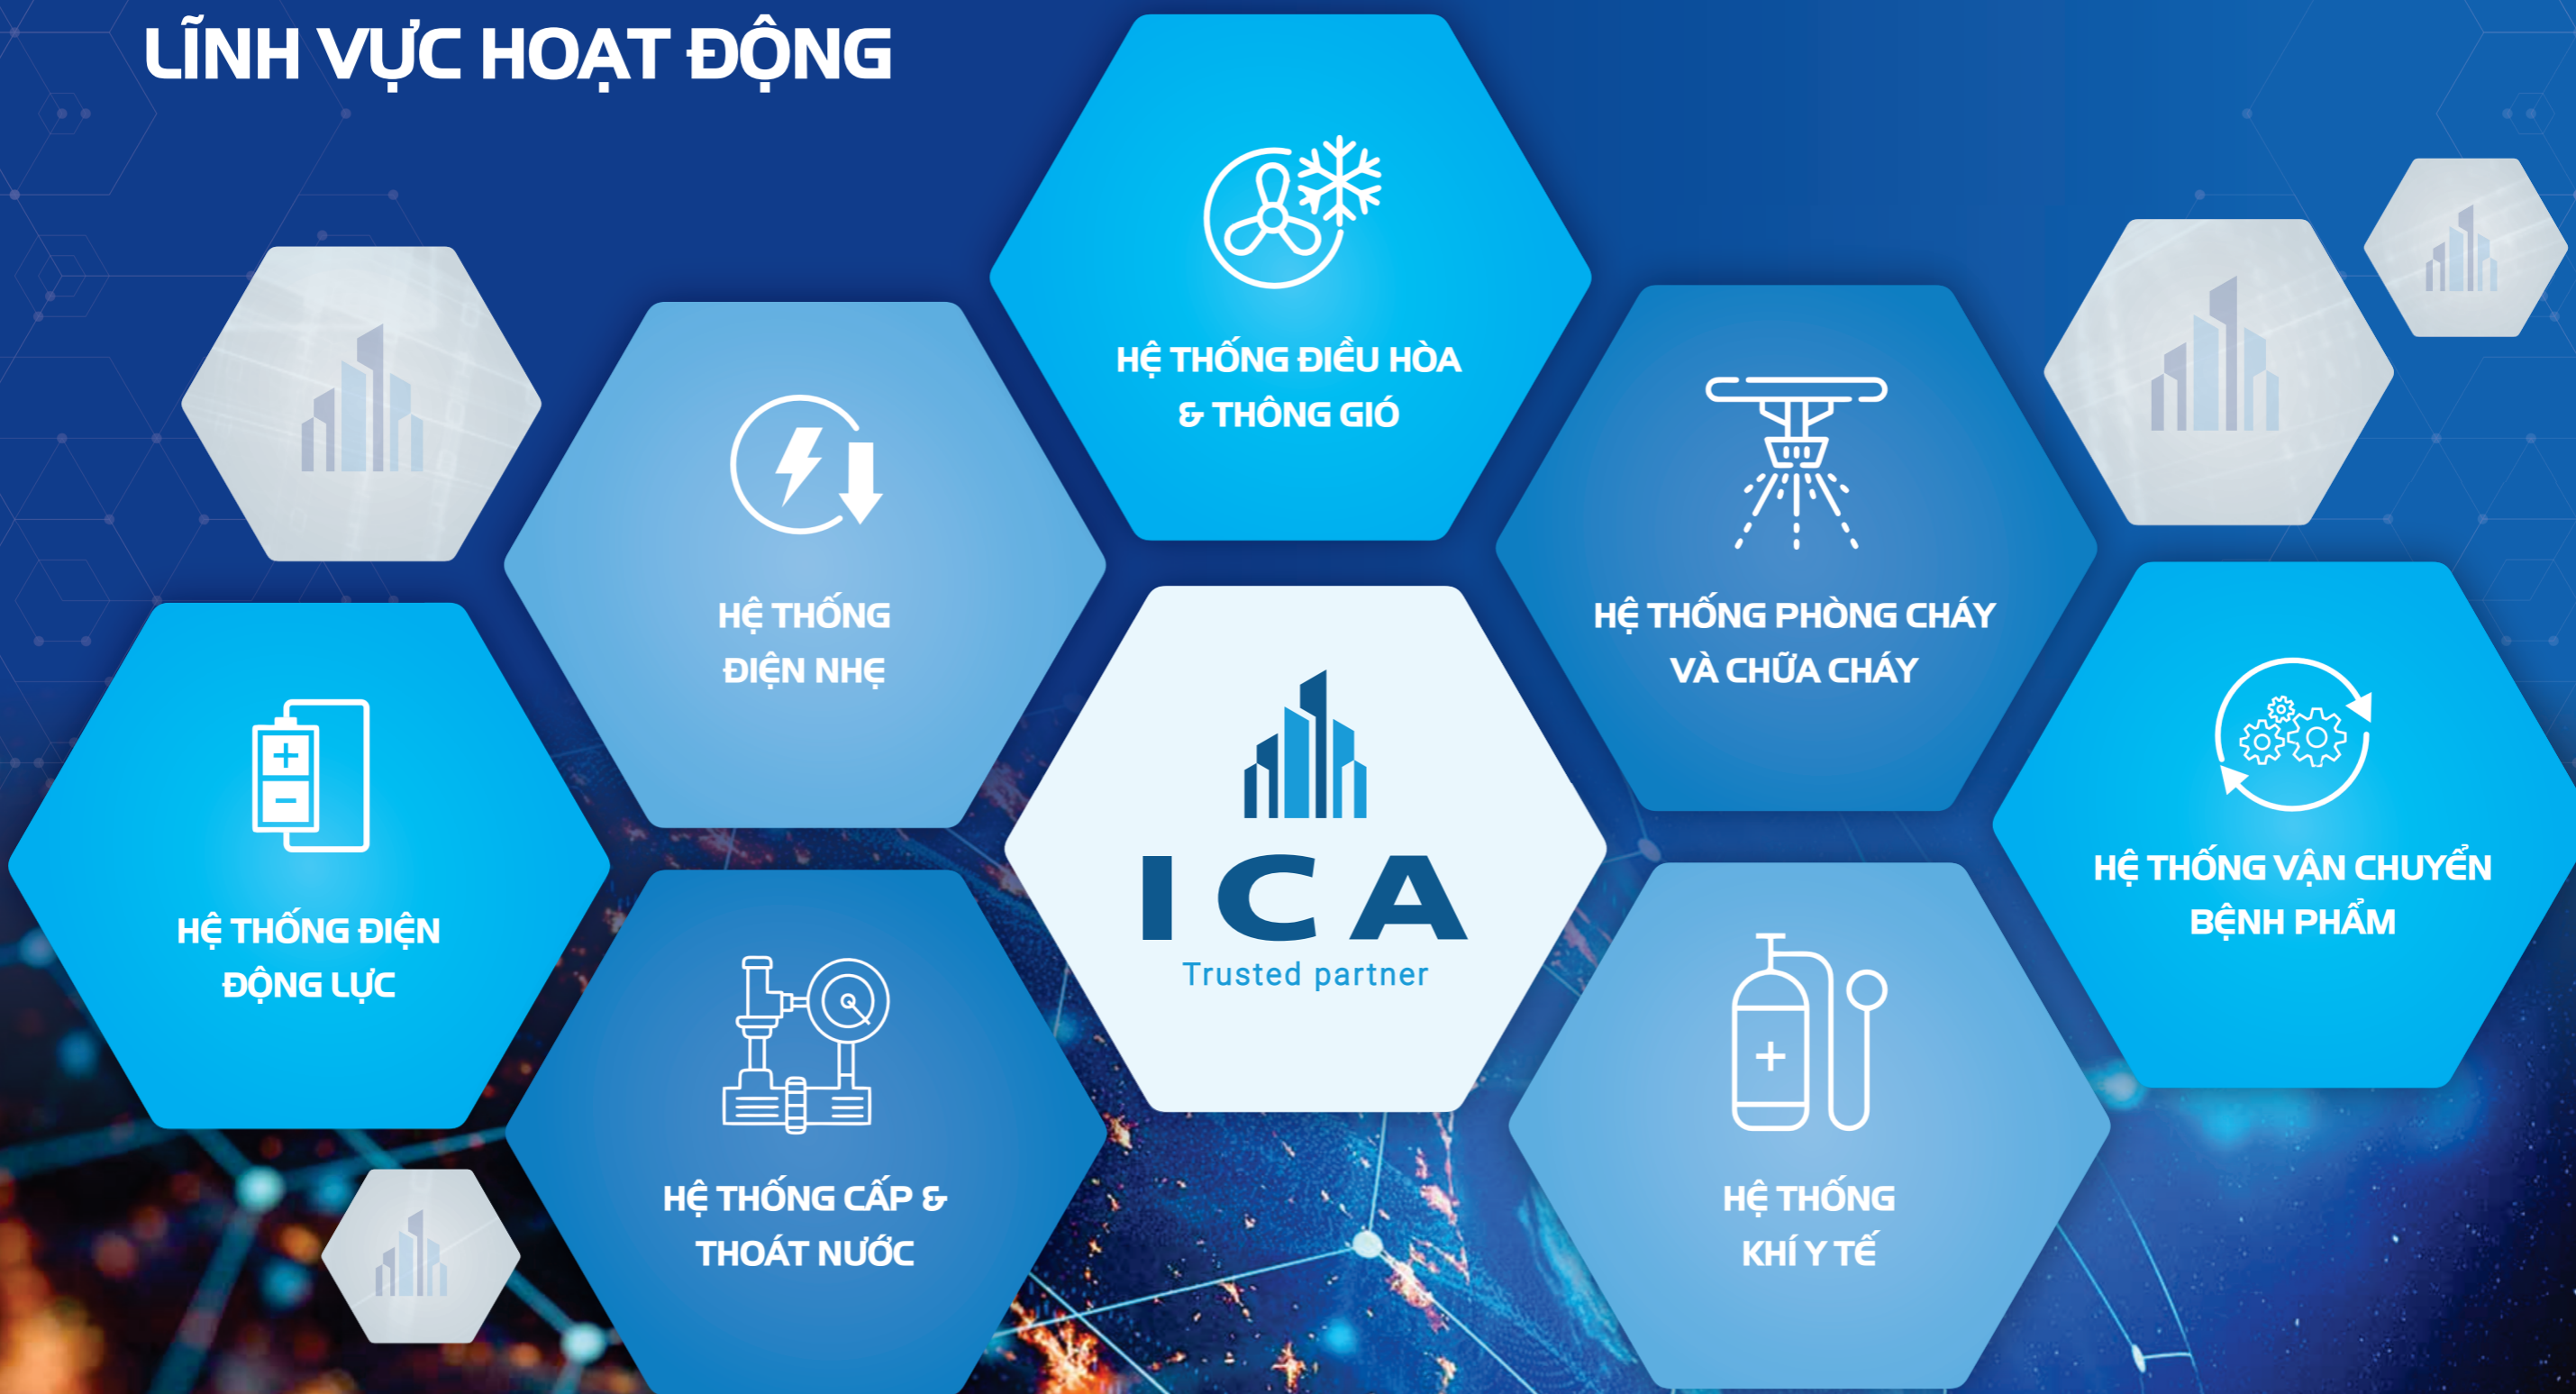 LĨNH VỰC HOẠT ĐỘNG
HỆ THỐNG ĐIỀU HÒA
& THÔNG GIÓ
HỆ THỐNG
ĐIỆN NHẸ
HỆ THỐNG PHÒNG CHÁY
VÀ CHỮA CHÁY
HỆ THỐNG ĐIỆN
ĐỘNG LỰC
ICA
Trusted partner
HỆ THỐNG VẬN CHUYỂN
BỆNH PHẨM
HỆ THỐNG CẤP &
THOÁT NƯỚC
HỆ THỐNG
KHÍ Y TẾ